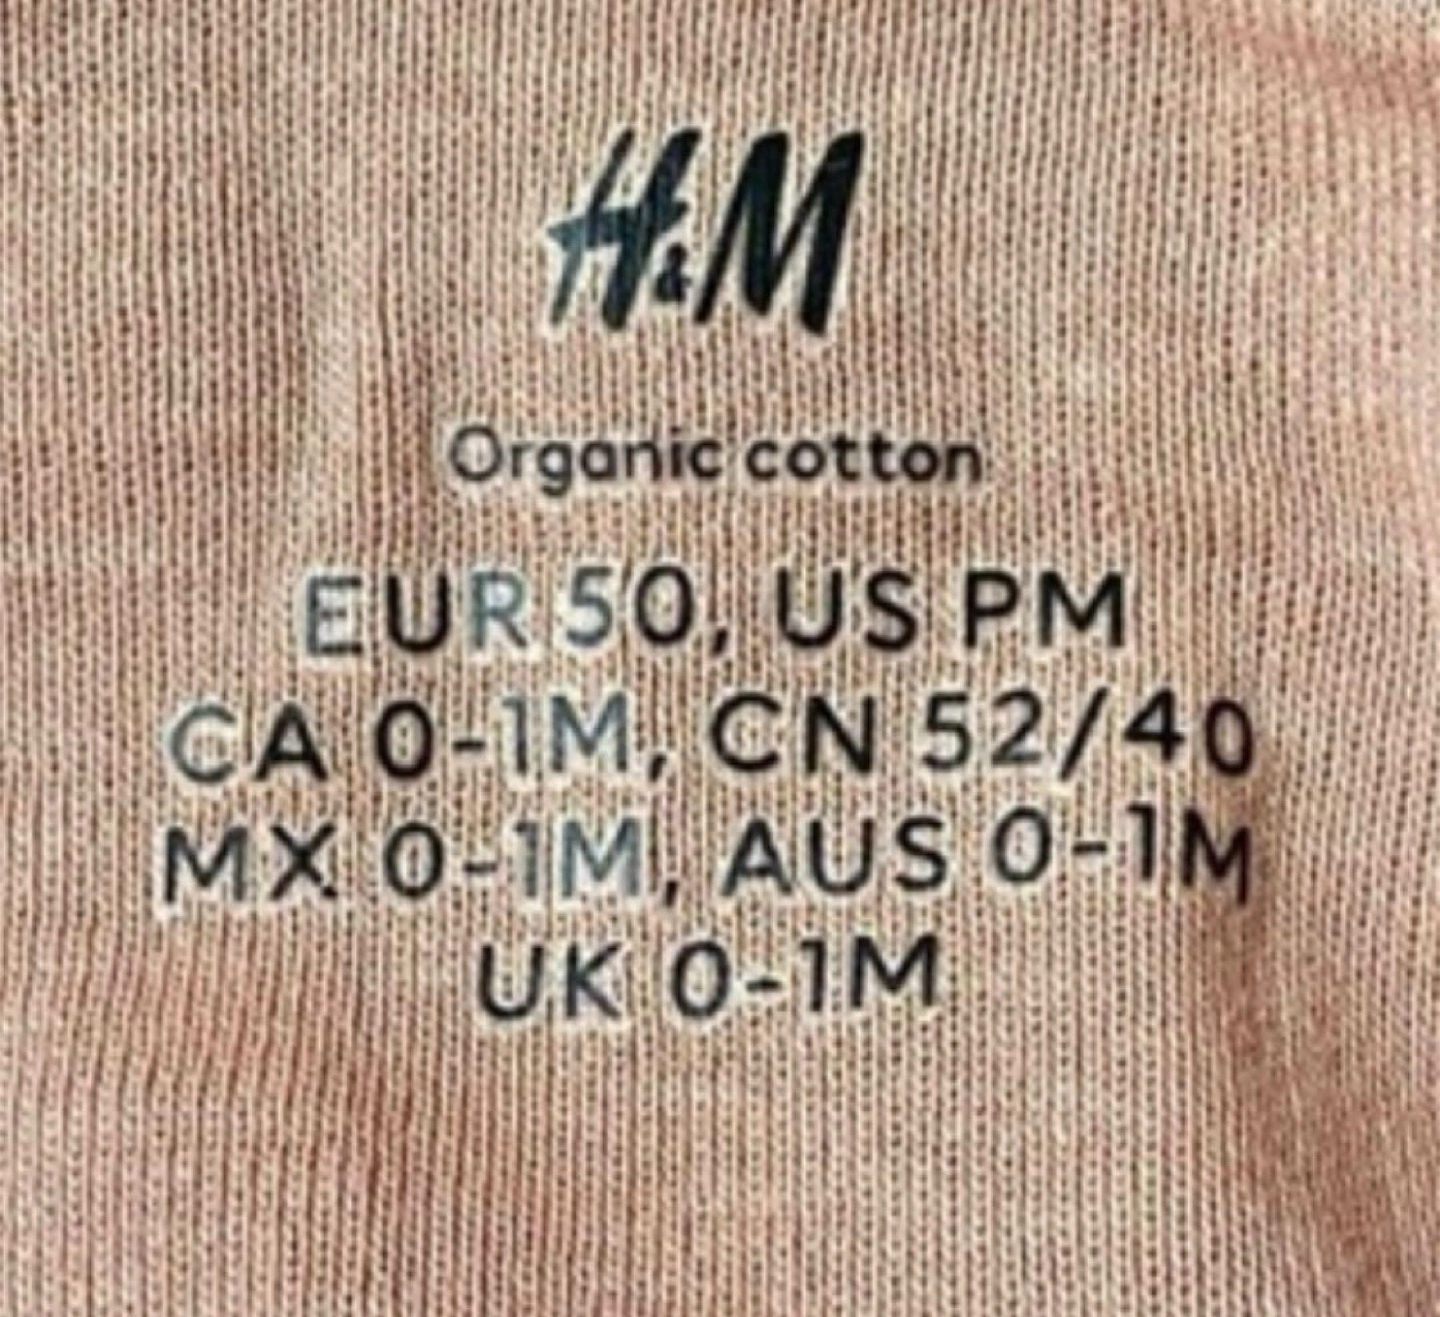 H&M
Organic cotton
EUR 50, US PM
CA 0-1M, CN 52/40
MX 0-1M, AUS 0-1M
UK 0-1M